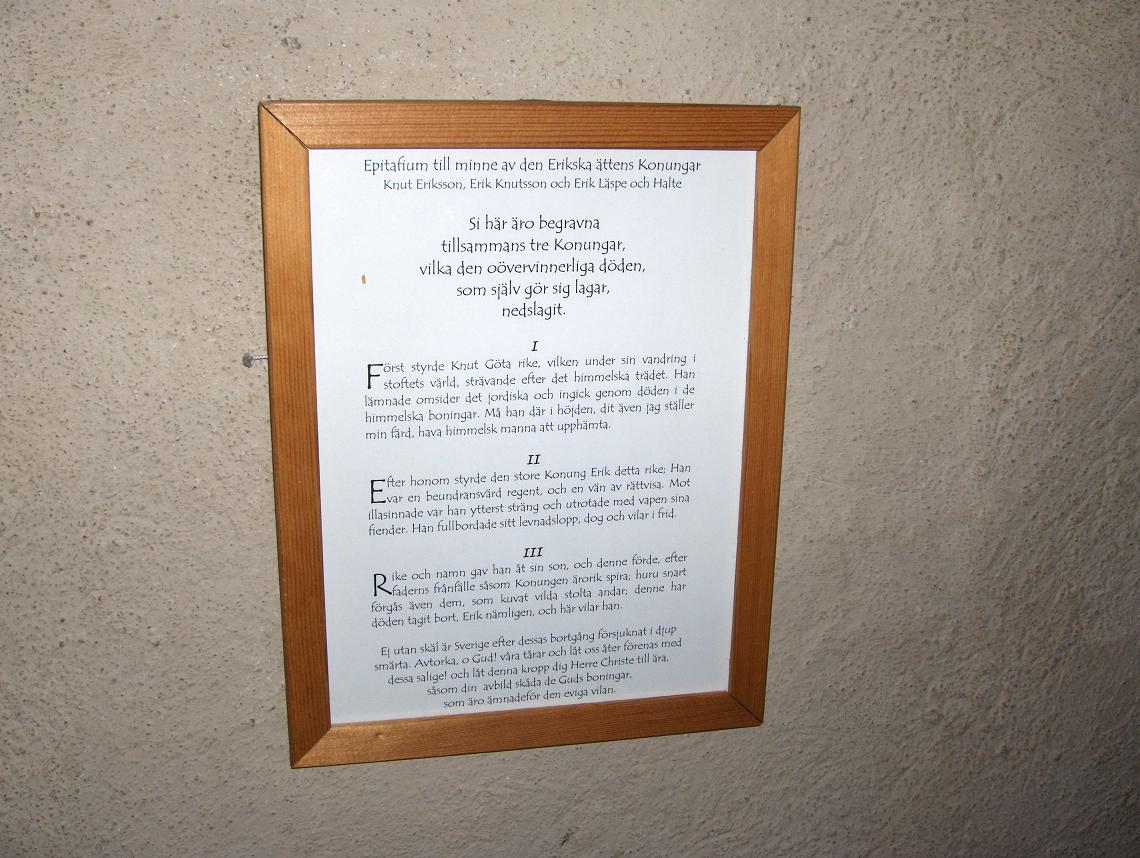 Epitafium till minne av den Erikska ättens Konungar
Knut Eriksson, Erik Knutsson och Erik Läspe och Halte
Si här äro begravna
tillsammans tre Konungar,
vilka den oövervinnerliga döden,
som själv gör sig lagar,
nedslagit.
I
Först styrde Knut Göta rike, vilken under sin vandring i
stoftets värld, strävande efter det himmelska trädet. Han
lämnade omsider det jordiska och ingick genom döden i de
himmelska boningar. Må han där i höjden, dit även jag ställer
min färd, hava himmelsk manna att upphämta.
II
Efter honom styrde den store Konung Erik detta rike; Han
var en beundransvärd regent, och en vän av rättvisa. Mot
illasinnade var han ytterst sträng och utrotade med vapen sina
fiender. Han fullbordade sitt levnadslopp, dog och vilar i frid.
III
Rike och namn gav han åt sin son, och denne förde, efter
faderns frånfälle såsom Konungen ärorik spira; huru snart
förgås även dem, som kuvat vilda stolta andar; denne har
döden tagit bort, Erik nämligen, och här vilar han.
Ej utan skäl är Sverige efter dessas bortgång försjuknat i djup
smärta. Avtorka, o Gud! våra tårar och låt oss åter förenas med
dessa salige! och låt denna kropp dig Herre Christe till ära,
såsom din avbild skåda de Guds boningar,
som äro ämnadeför den eviga vilan.